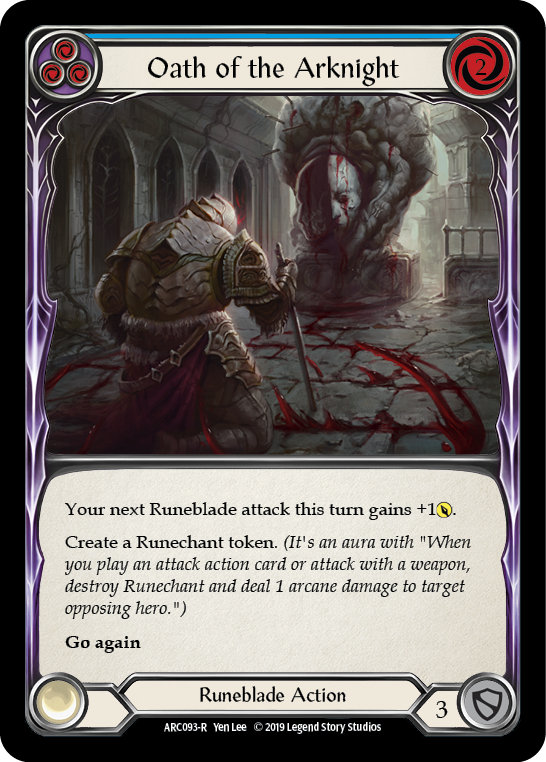 Oath of the Arknight
2
Your next Runeblade attack this turn gains +1.
Create a Runechant token. (It's an aura with "When
you play an attack action card or attack with a weapon,
destroy Runechant and deal 1 arcane damage to target
opposing hero.")
Go again
Runeblade Action
3
ARC093-R Yen Lee © 2019 Legend Story Studios